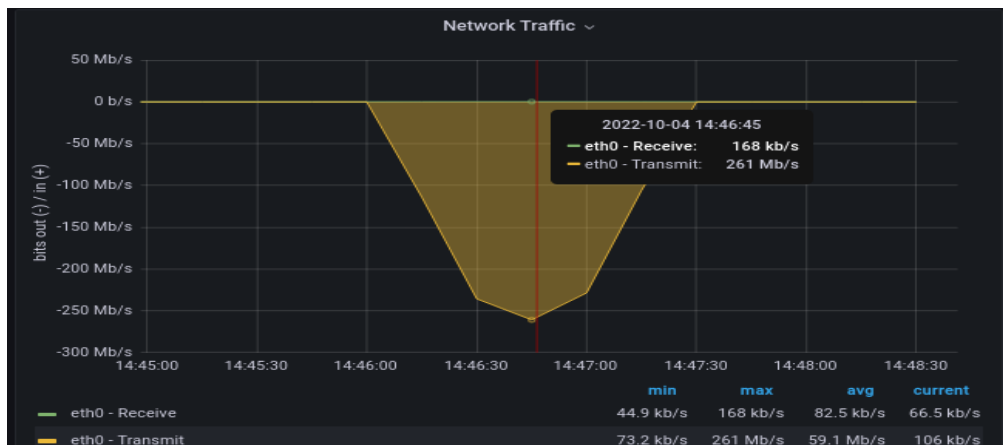 Network Traffic
50 Mb/s
0 b/s
-50 Mb/s
-100 Mb/s
-150 Mb/s
-200 Mb/s
-250 Mb/s
-300 Mb/s
bits out (-) / in (+)
2022-10-04 14:46:45
eth0 - Receive: 168 kb/s
eth0 - Transmit: 261 Mb/s
14:45:00 14:45:30 14:46:00 14:46:30 14:47:00 14:47:30 14:48:00 14:48:30
min max avg current
eth0 - Receive 44.9 kb/s 168 kb/s 82.5 kb/s 66.5 kb/s
eth0 - Transmit 73.2 kb/s 261 Mb/s 59.1 Mb/s 106 kb/s